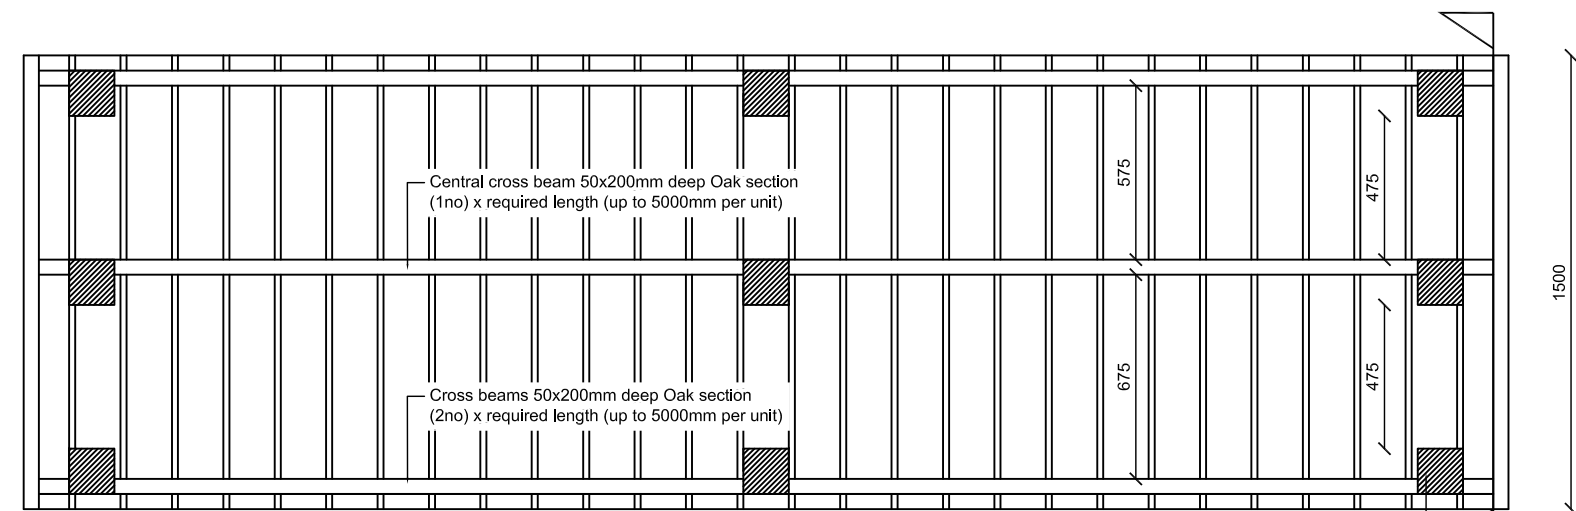 Central cross beam 50x200mm deep Oak section
(1no) x required length (up to 5000mm per unit)
575
475
1500
675
475
Cross beams 50x200mm deep Oak section
(2no) x required length (up to 5000mm per unit)